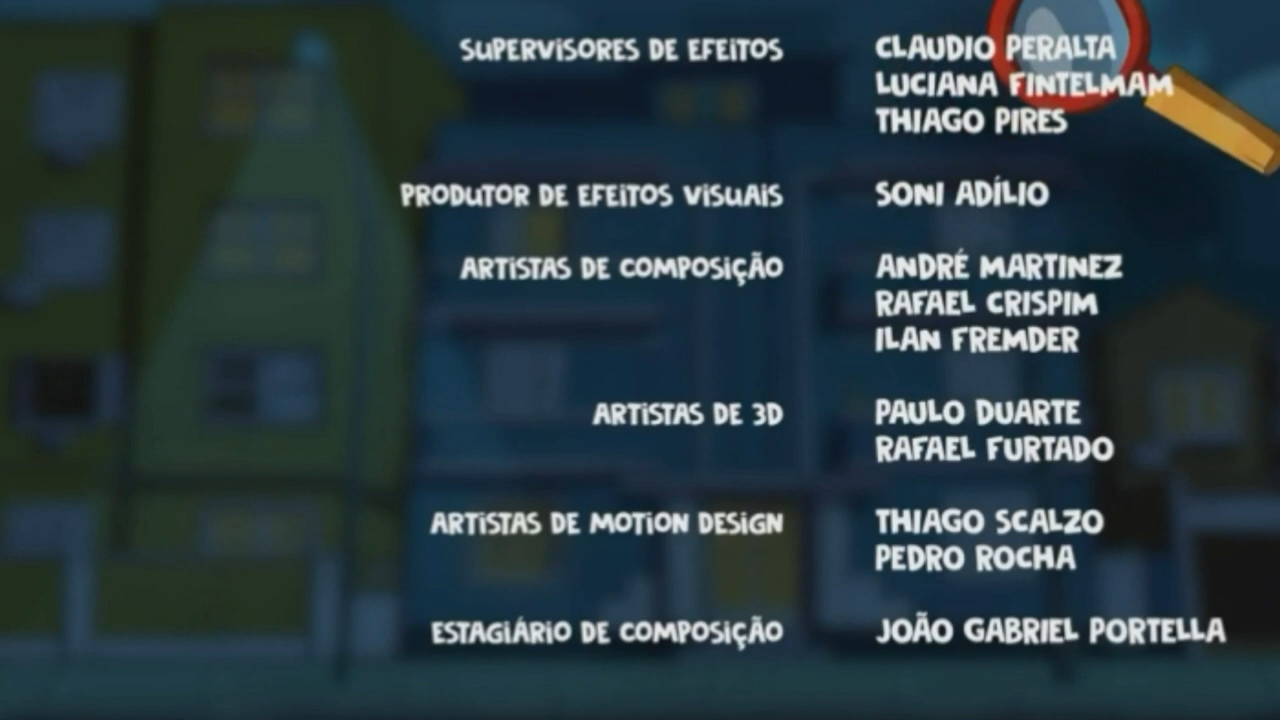 SUPERVISORES DE EFEITOS CLAUDIO PERALTA
LUCIANA FINTELMAM
THIAGO PIRES
PRODUTOR DE EFEITOS VISUAIS SONI ADÍLIO
ARTISTAS DE COMPOSIÇÃO ANDRÉ MARTINEZ
RAFAEL CRISPIM
ILAN FREMDER
ARTISTAS DE 3D PAULO DUARTE
RAFAEL FURTADO
ARTISTAS DE MOTION DESIGN THIAGO SCALZO
PEDRO ROCHA
ESTAGIÁRIO DE COMPOSIÇÃO JOÃO GABRIEL PORTELLA